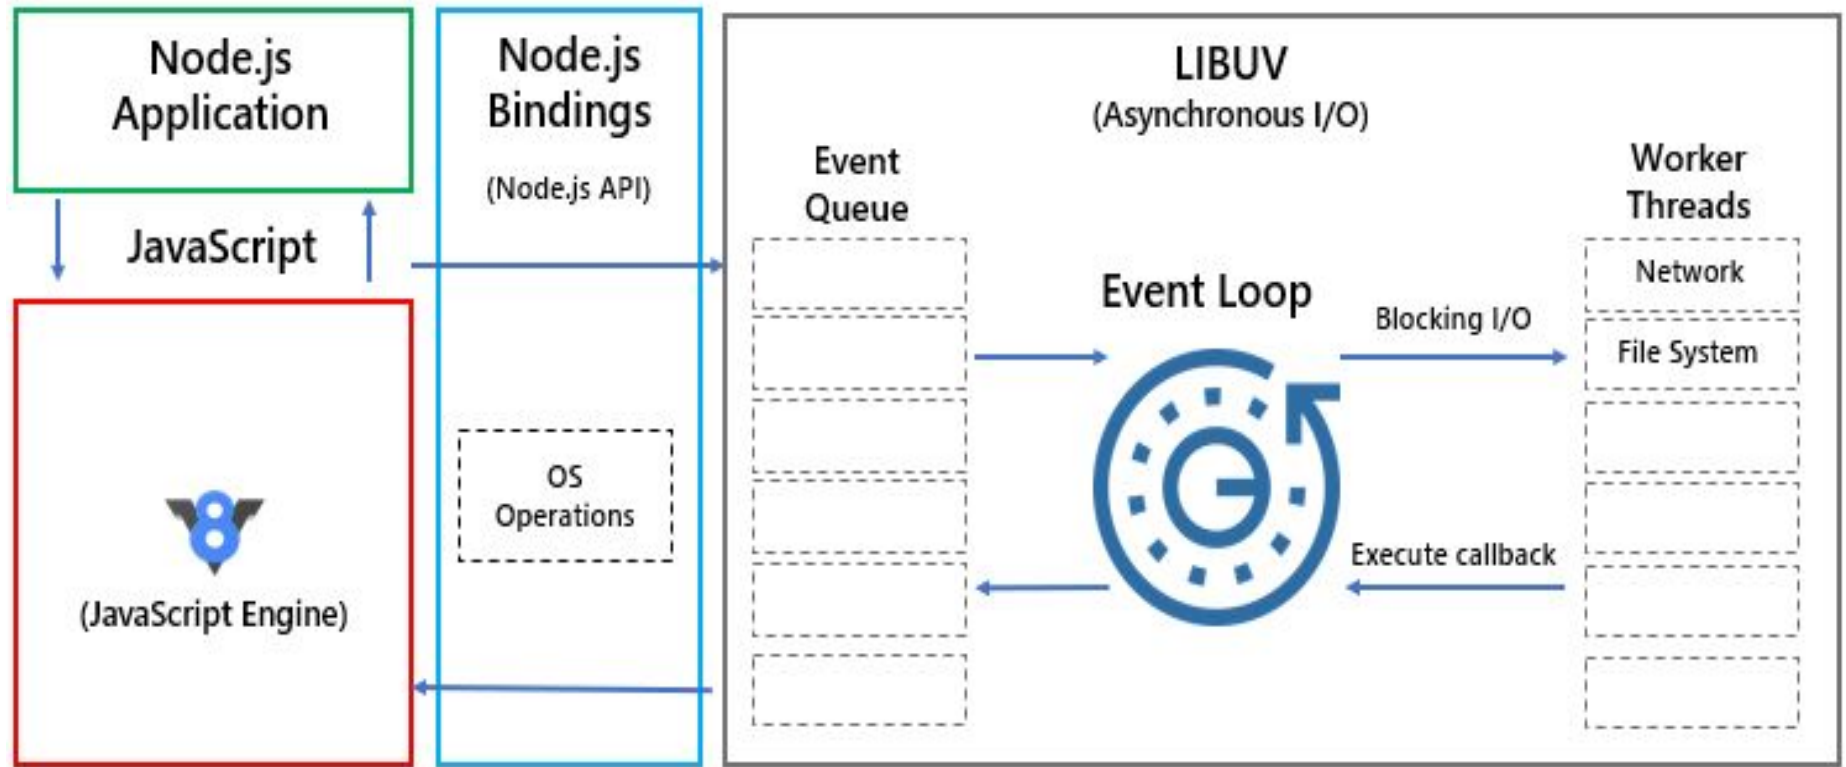 Node.js
Application
JavaScript
8
(JavaScript Engine)
Node.js
Bindings
(Node.js API)
OS
Operations
LIBUV
(Asynchronous I/O)
Event
Queue
Event Loop
Blocking I/O
Execute callback
Worker
Threads
Network
File System